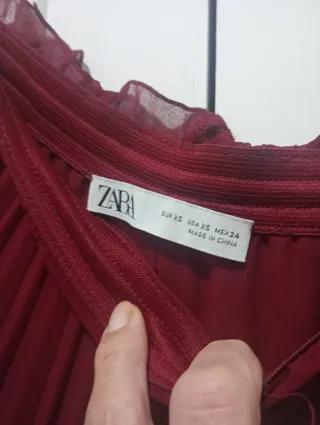 ZARA
EUR XS USA XS MEX 24
MADE IN CHINA